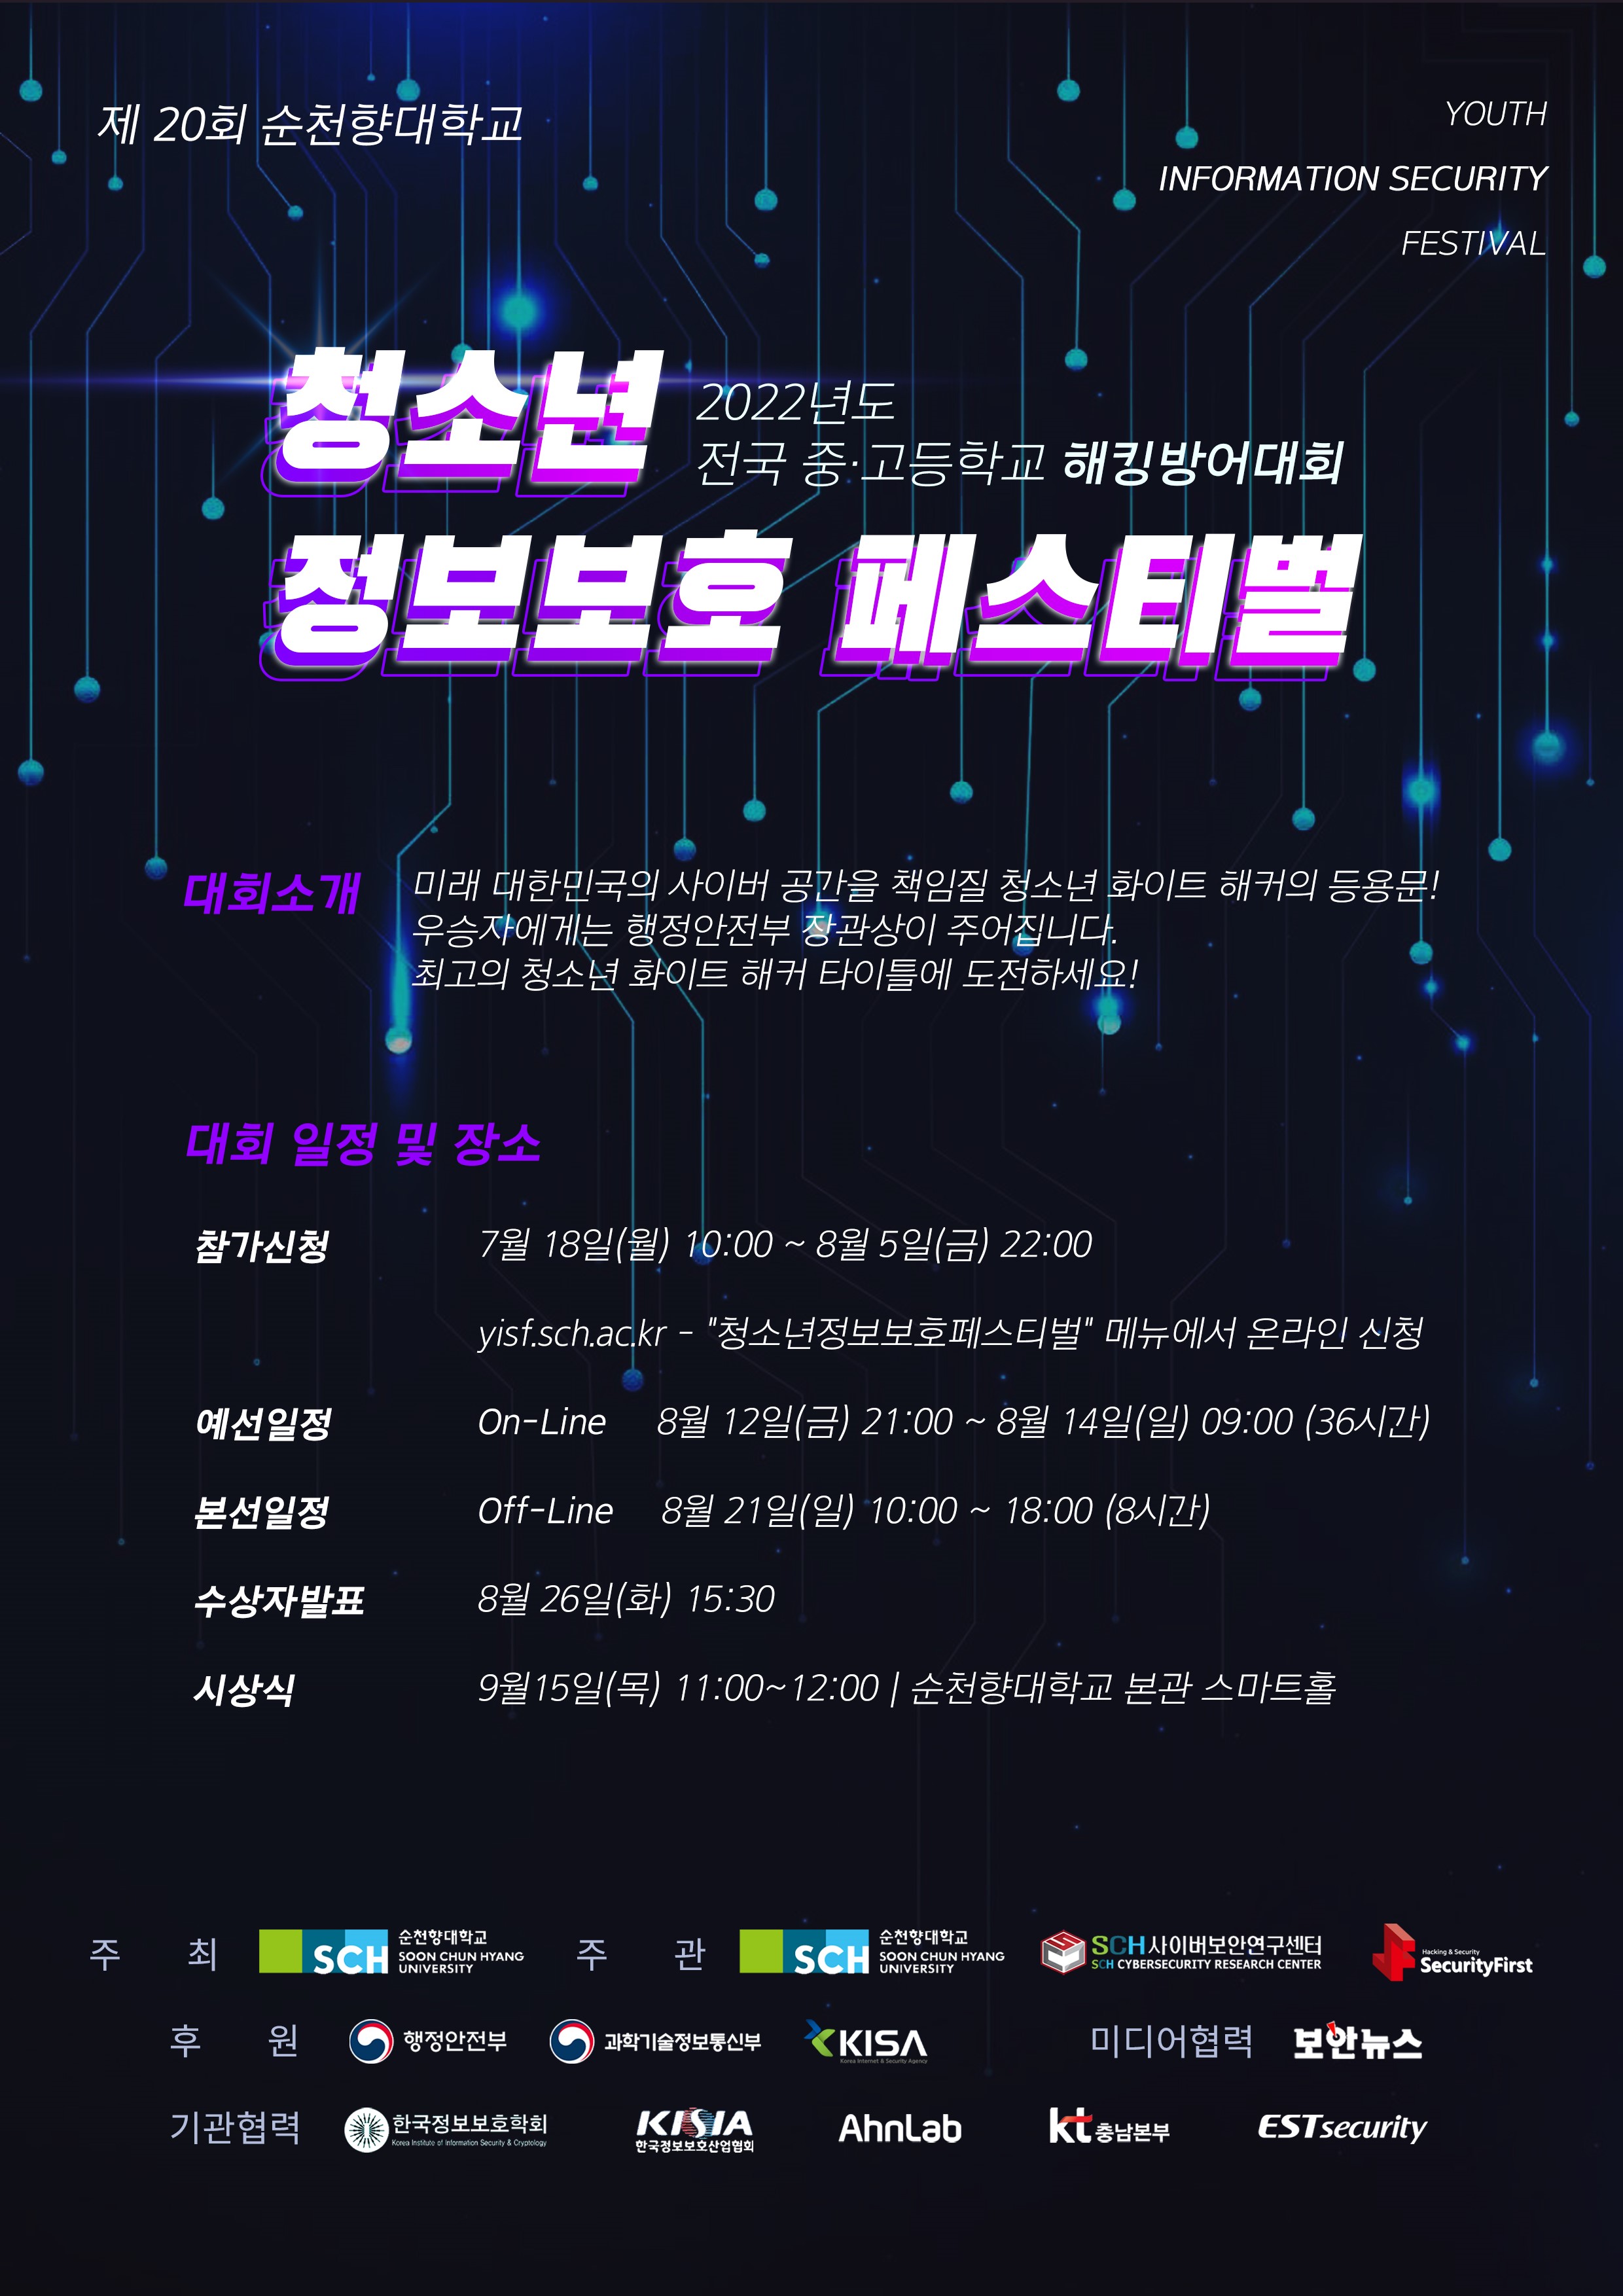 제 20회 순천향대학교
YOUTH
INFORMATION SECURITY
FESTIVAL
청소년
2022년도
전국 중·고등학교 해킹방어대회
정보보호 페스티벌
대회소개
미래 대한민국의 사이버 공간을 책임질 청소년 화이트 해커의 등용문!
우승자에게는 행정안전부 장관상이 주어집니다.
최고의 청소년 화이트 해커 타이틀에 도전하세요!
대회 일정 및 장소
참가신청 7월 18일(월) 10:00 ~ 8월 5일(금) 22:00
yisf.sch.ac.kr - "청소년정보보호페스티벌" 메뉴에서 온라인 신청
예선일정 On-Line 8월 12일(금) 21:00 ~ 8월 14일(일) 09:00 (36시간)
본선일정 Off-Line 8월 21일(일) 10:00 ~ 18:00 (8시간)
수상자발표 8월 26일(화) 15:30
시상식 9월15일(목) 11:00~12:00 | 순천향대학교 본관 스마트홀
주 최
SCH
순천향대학교
SOON CHUN HYANG
UNIVERSITY
주 관
SCH
순천향대학교
SOON CHUN HYANG
UNIVERSITY
SCH사이버보안연구센터
SCH CYBERSECURITY RESEARCH CENTER
Hacking & Security
SecurityFirst
후 원
행정안전부
과학기술정보통신부
KISA
Korea Internet & Security Agency
미디어협력
보안뉴스
기관협력
한국정보보호학회
Korea Institute of Information Security & Cryptology
KISIA
한국정보보호산업협회
AhnLab
kt 충남본부
ESTsecurity